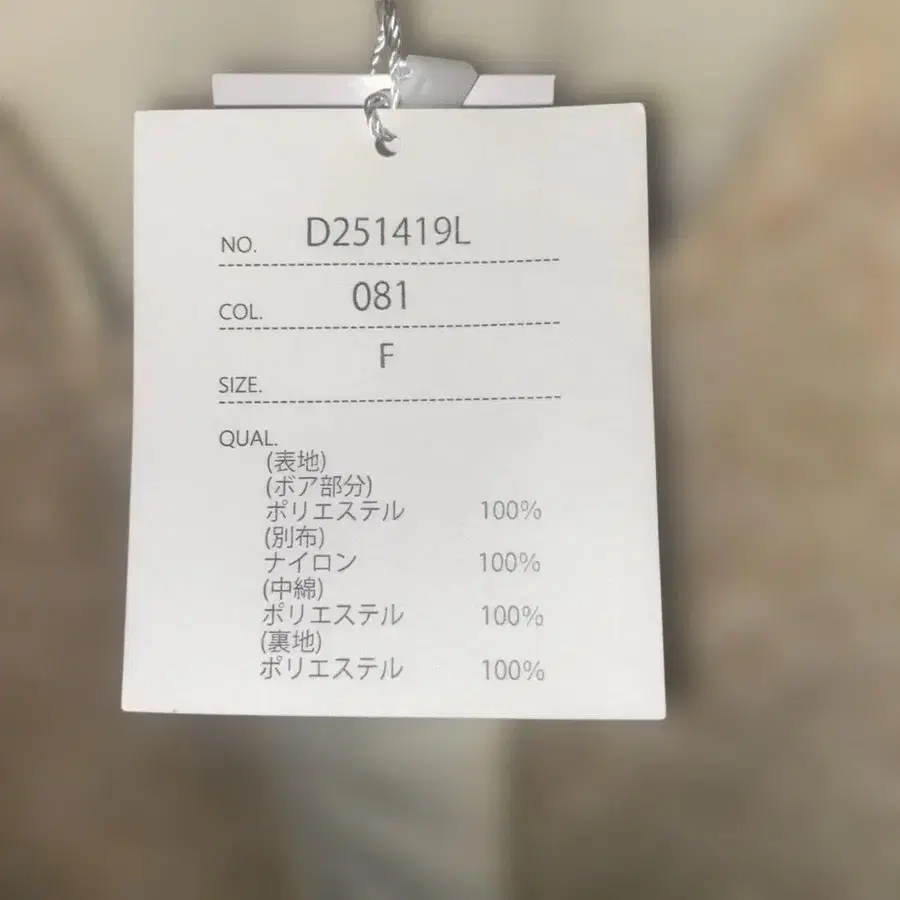 NO. D251419L
COL. 081
SIZE. F
QUAL.
(表地)
(ボア部分)
ポリエステル 100%
(別布)
ナイロン 100%
(中綿)
ポリエステル 100%
(裏地)
ポリエステル 100%